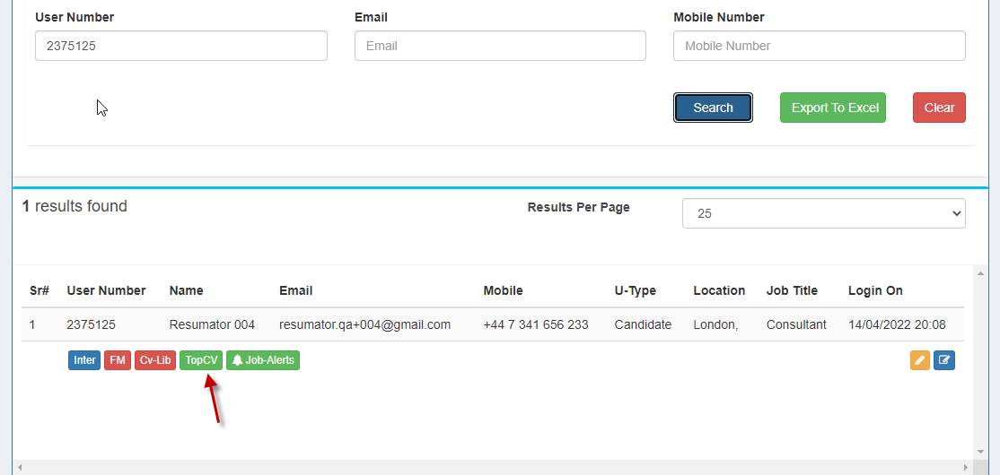 User Number Email Mobile Number
2375125 Email Mobile Number
Search Export To Excel Clear
1 results found Results Per Page 25
Sr# User Number Name Email Mobile U-Type Location Job Title Login On
1 2375125 Resumator 004 resumator.qa+004@gmail.com +44 7 341 656 233 Candidate London, Consultant 14/04/2022 20:08
Inter FM Cv-Lib TopCV Job-Alerts